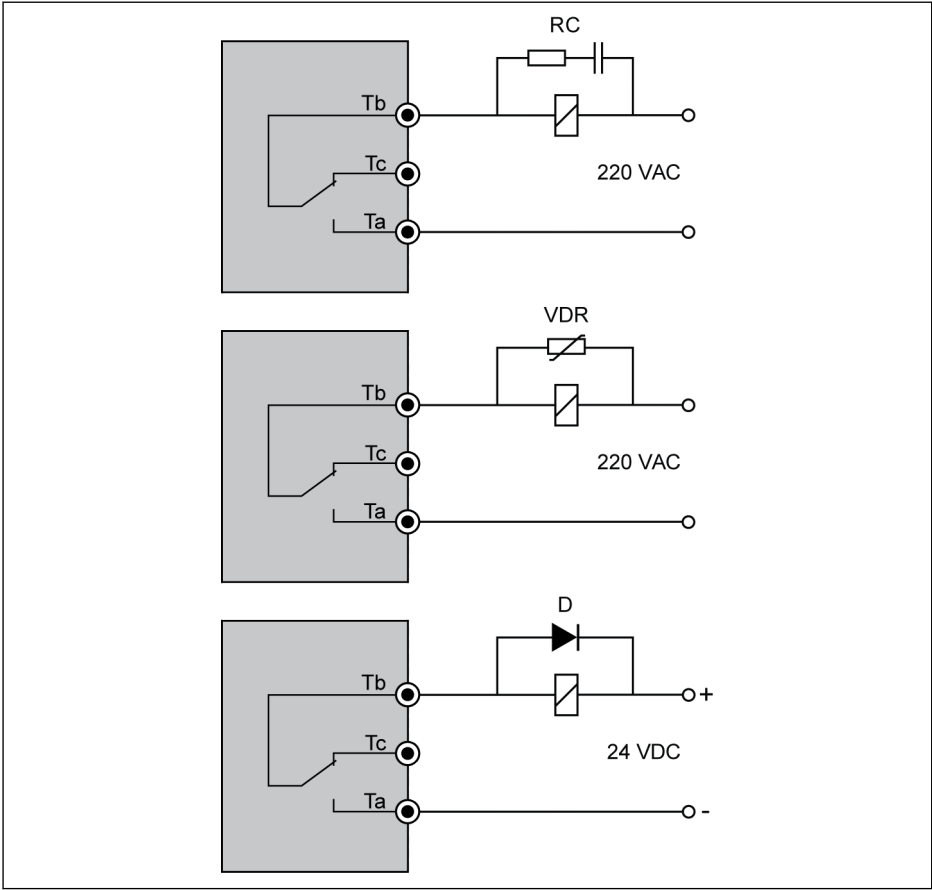 RC
Tb
Tc
220 VAC
Ta
VDR
Tb
Tc
220 VAC
Ta
D
Tb
+
Tc
24 VDC
Ta
-